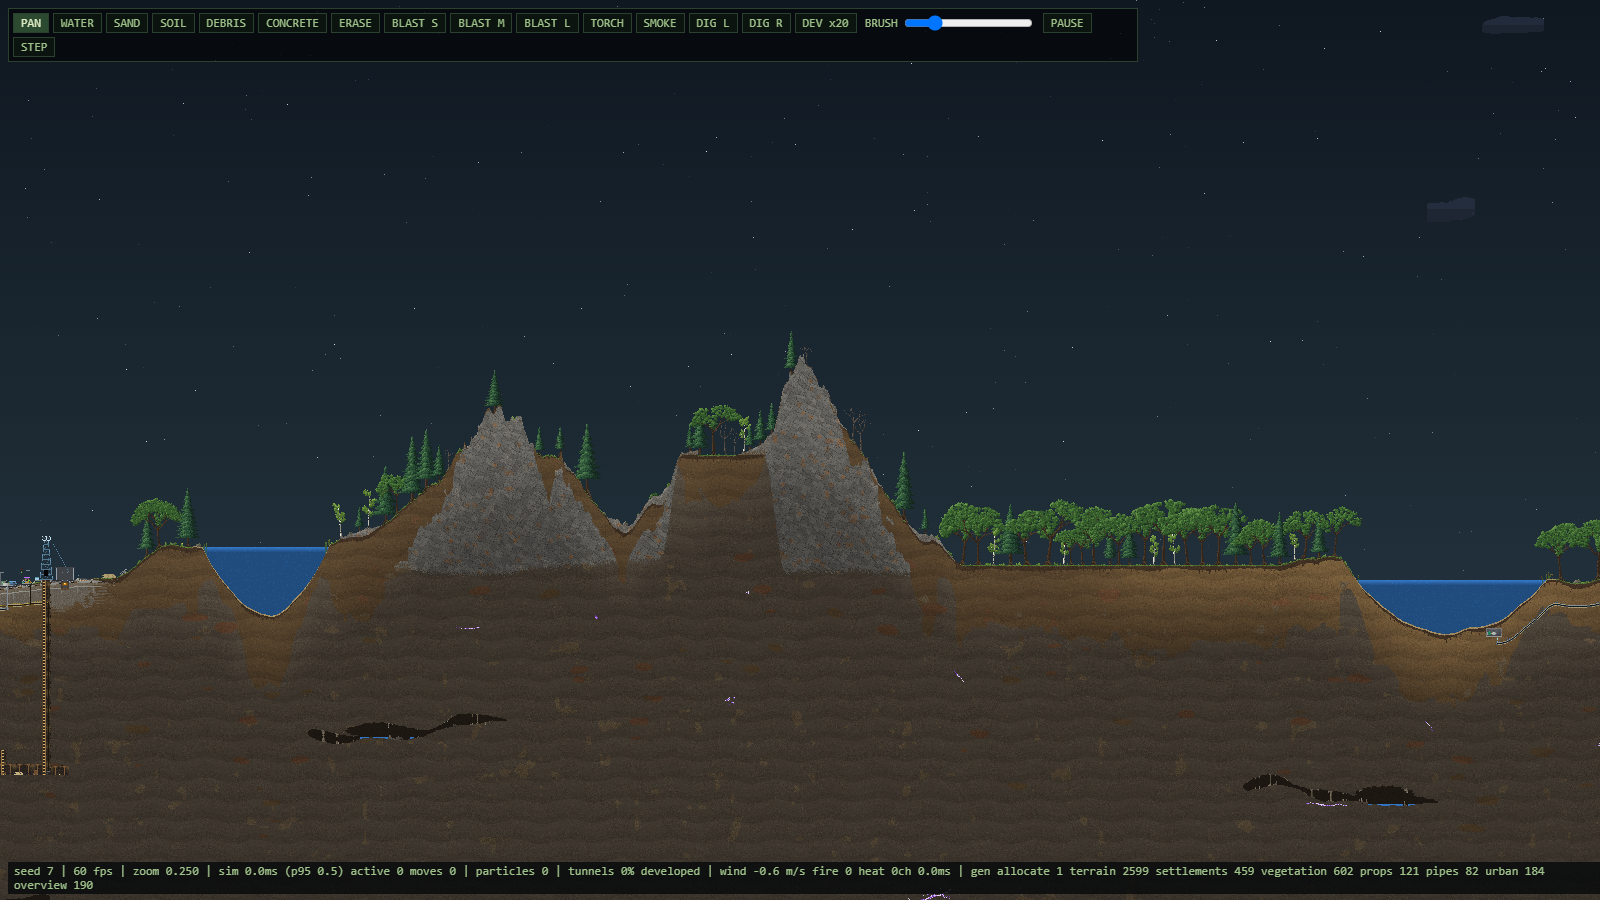 PAN WATER SAND SOIL DEBRIS CONCRETE ERASE BLAST S BLAST M BLAST L TORCH SMOKE DIG L DIG R DEV x20 BRUSH PAUSE
STEP
seed 7 | 60 fps | zoom 0.250 | sim 0.0ms (p95 0.5) active 0 moves 0 | particles 0 | tunnels 0% developed | wind -0.6 m/s fire 0 heat 0ch 0.0ms | gen allocate 1 terrain 2599 settlements 459 vegetation 602 props 121 pipes 82 urban 184
overview 190